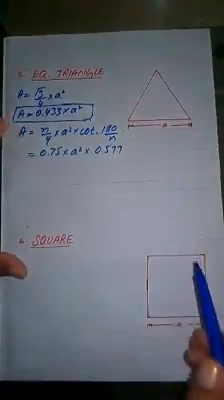 5. EQ. TRIANGLE
A = √3/4 × a²
A = 0.433 × a²
A = n/4 × a² × cot. 180/n
= 0.75 × a² × 0.577
a
6. SQUARE
a